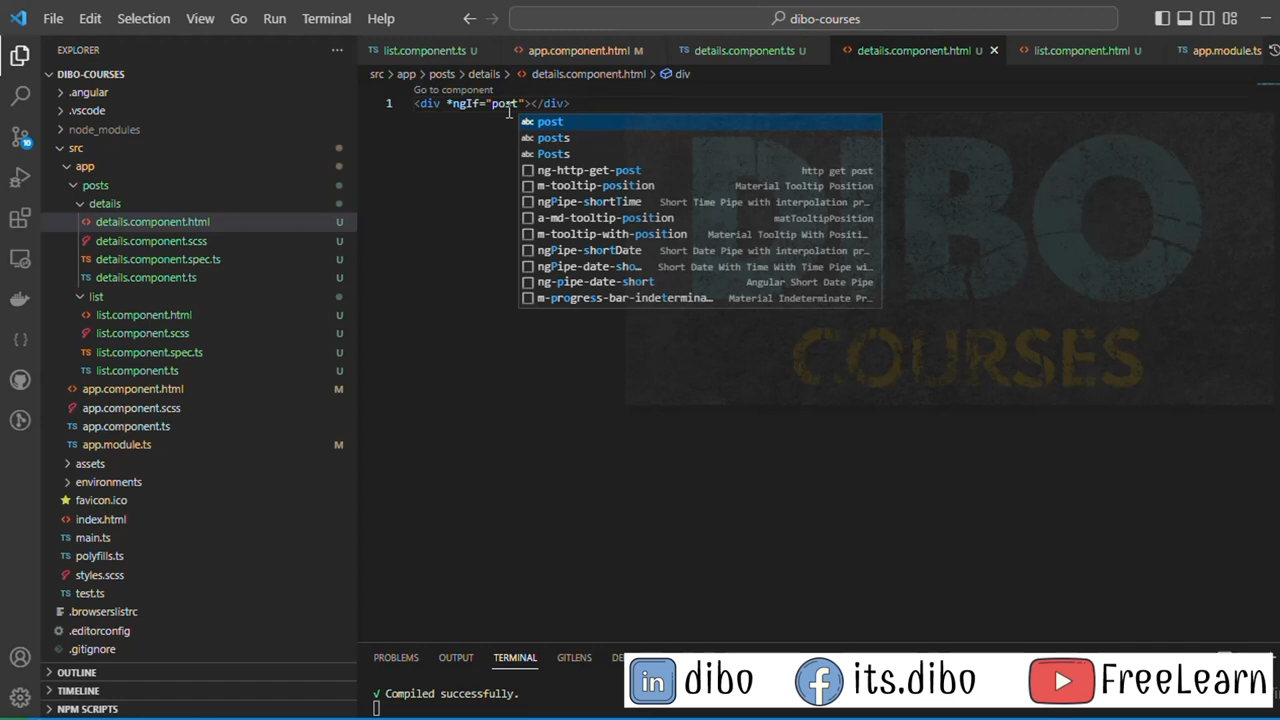 File Edit Selection View Go Run Terminal Help
dibo-courses
EXPLORER
DIBO-COURSES
.angular
.vscode
node_modules
src
app
posts
details
details.component.html U
details.component.scss U
details.component.spec.ts U
details.component.ts U
list
list.component.html U
list.component.scss U
list.component.spec.ts U
list.component.ts U
app.component.html M
app.component.scss
app.component.ts
app.module.ts M
assets
environments
favicon.ico
index.html
main.ts
polyfills.ts
styles.scss
test.ts
.browserslistrc
.editorconfig
.gitignore
OUTLINE
TIMELINE
NPM SCRIPTS
list.component.ts U app.component.html M details.component.ts U details.component.html U list.component.html U app.module.ts
src > app > posts > details > details.component.html > div
Go to component
1 <div *ngIf="post"></div>
abc post
abc posts
abc Posts
ng-http-get-post http get post
m-tooltip-position Material Tooltip Position
ngPipe-shortTime Short Time Pipe with interpolation pr…
a-md-tooltip-position matTooltipPosition
m-tooltip-with-position Material Tooltip With Positi…
ngPipe-shortDate Short Date Pipe with interpolation pr…
ngPipe-date-sho… Short Date With Time With Time Pipe wi…
ng-pipe-date-short Angular Short Date Pipe
m-progress-bar-indetermina… Material Indeterminate Pr…
DIBO
COURSES
PROBLEMS OUTPUT TERMINAL GITLENS DE
√ Compiled successfully.
in dibo f its.dibo FreeLearn